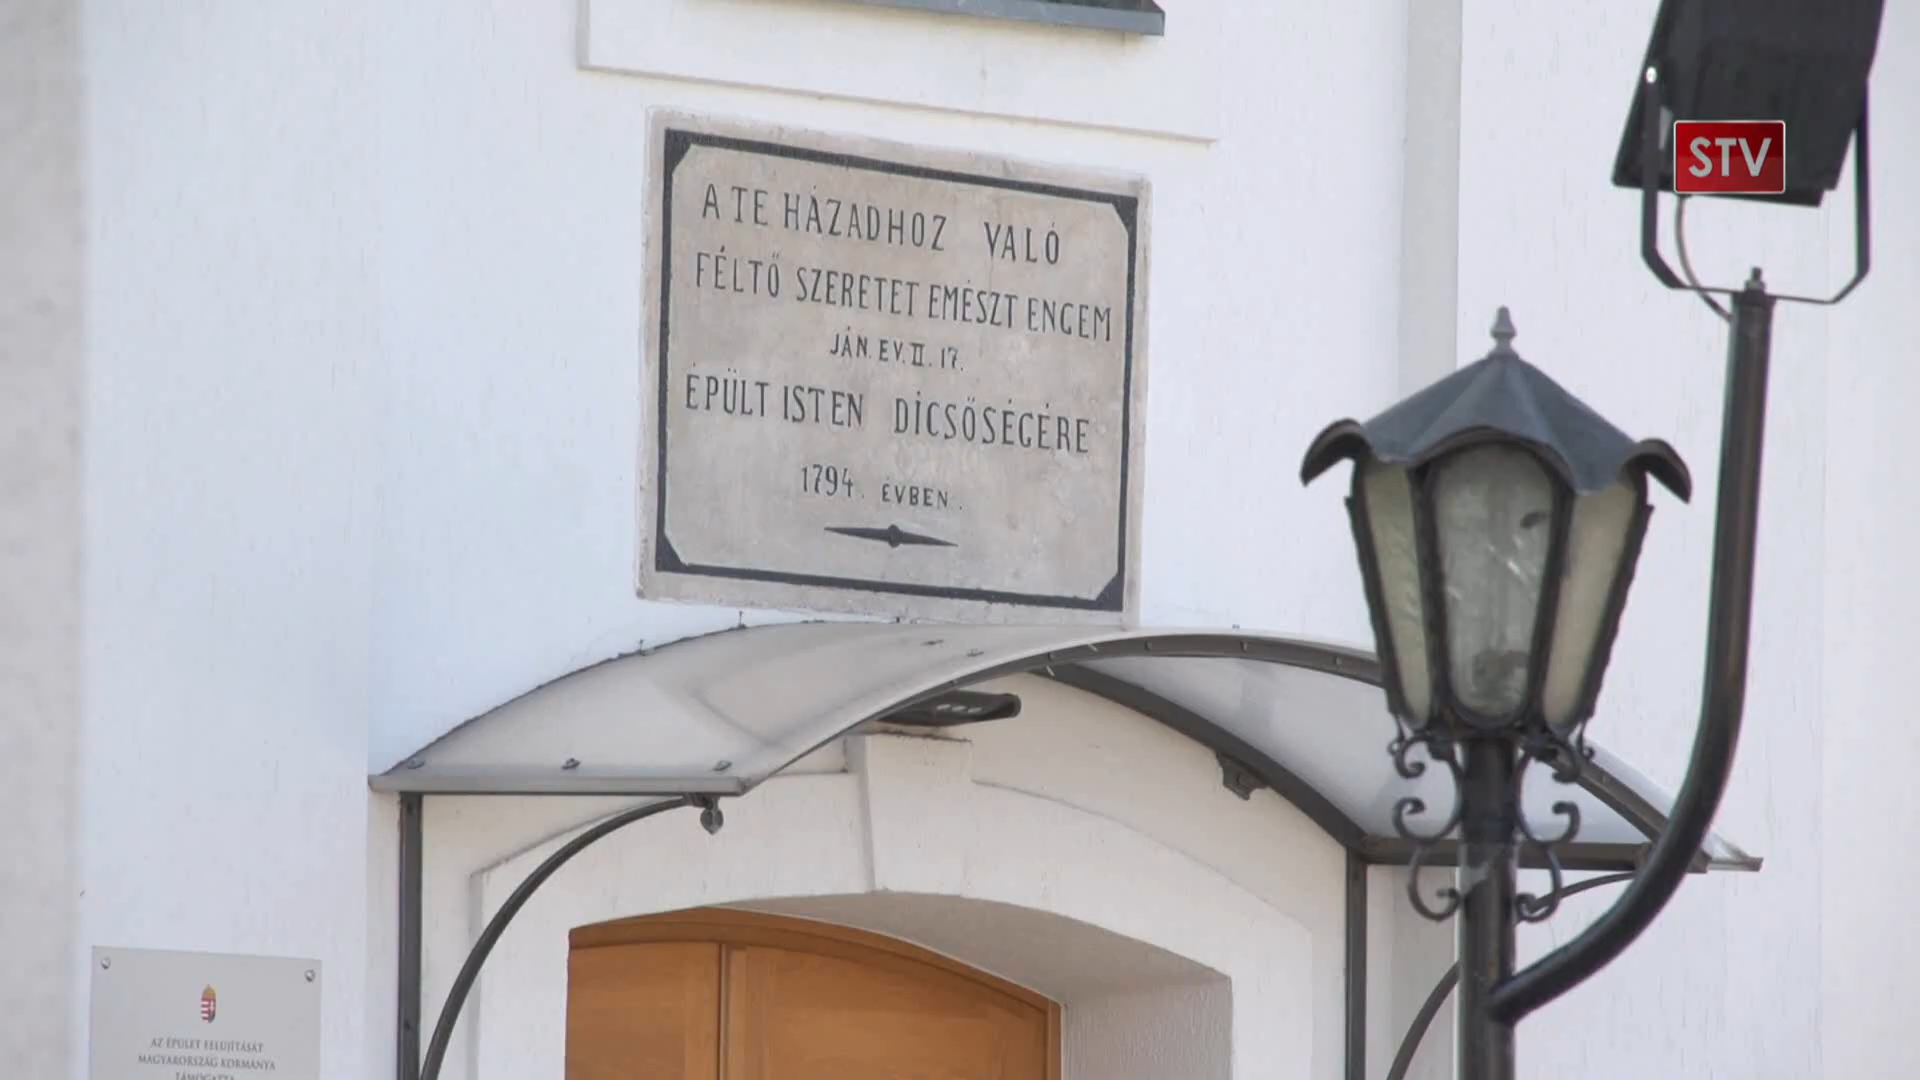 STV
A TE HÁZADHOZ VALÓ
FÉLTŐ SZERETET EMÉSZT ENGEM
JÁN. EV. II. 17.
ÉPÜLT ISTEN DICSŐSÉGÉRE
1794. ÉVBEN.
AZ ÉPÜLET FELÚJÍTÁSÁT
MAGYARORSZÁG KORMÁNYA
TÁMOGATTA